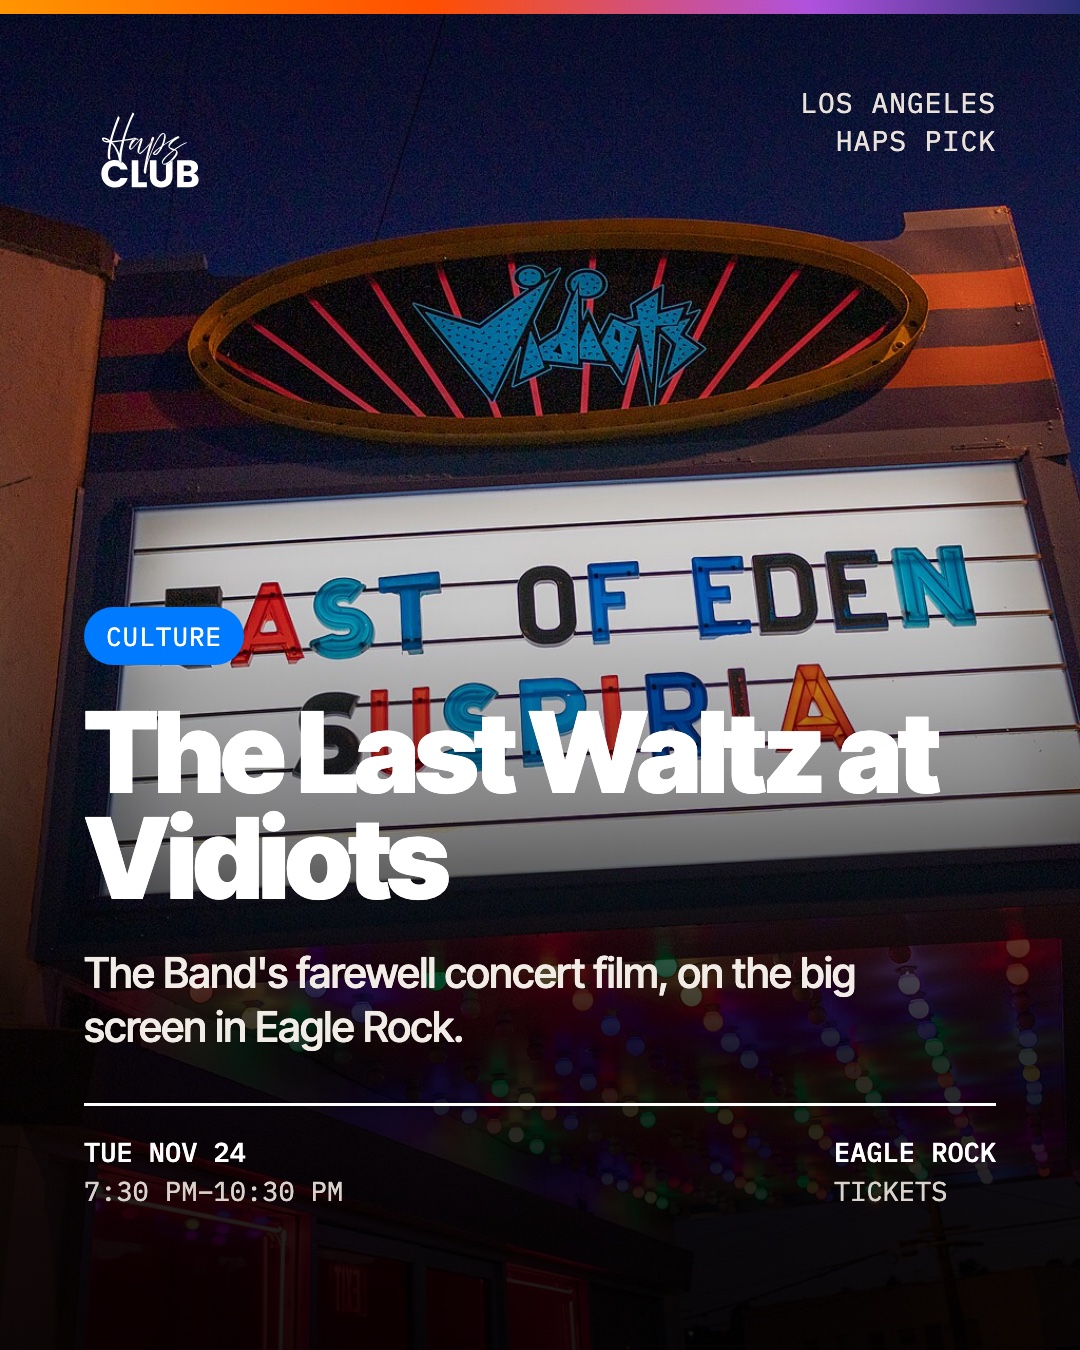 LOS ANGELES
HAPS PICK
Haps
CLUB
Vidiots
EAST OF EDEN
SUSPIRIA
CULTURE
The Last Waltz at
Vidiots
The Band's farewell concert film, on the big
screen in Eagle Rock.
TUE NOV 24
7:30 PM–10:30 PM
EAGLE ROCK
TICKETS